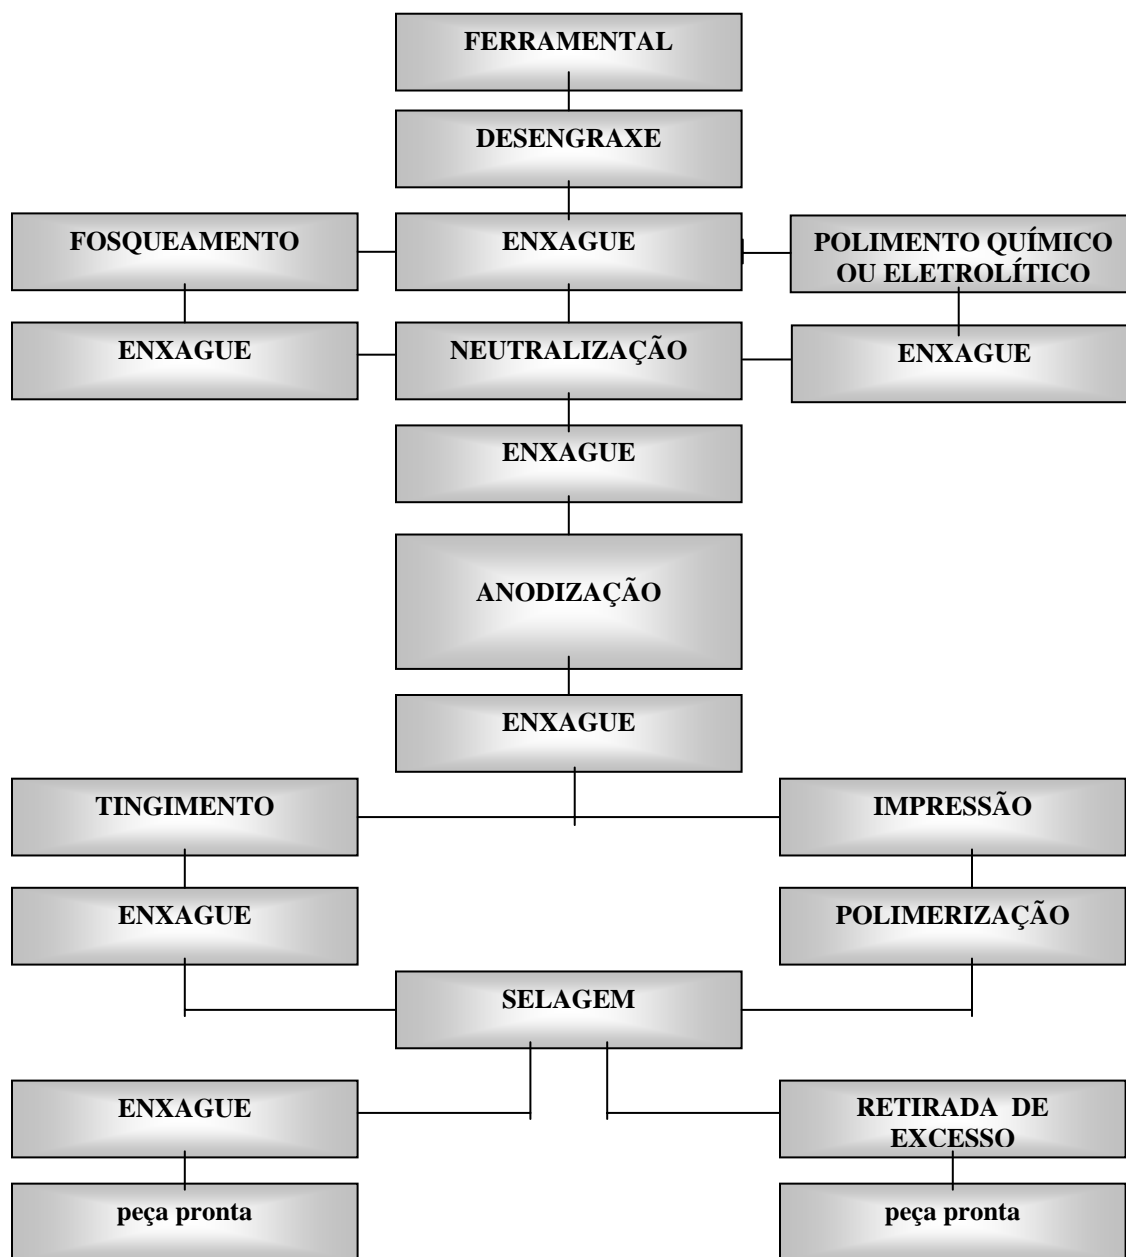 FERRAMENTAL
DESENGRAXE
FOSQUEAMENTO
ENXAGUE
POLIMENTO QUÍMICO
OU ELETROLÍTICO
ENXAGUE
NEUTRALIZAÇÃO
ENXAGUE
ENXAGUE
ANODIZAÇÃO
ENXAGUE
TINGIMENTO
IMPRESSÃO
ENXAGUE
POLIMERIZAÇÃO
SELAGEM
ENXAGUE
RETIRADA DE
EXCESSO
peça pronta
peça pronta